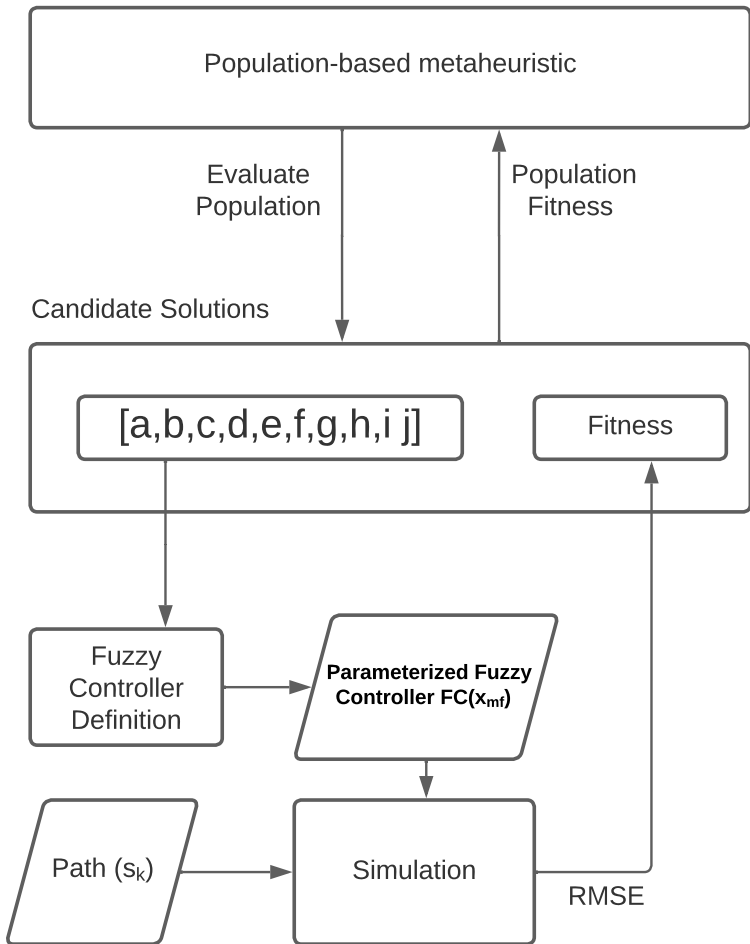 Population-based metaheuristic
Evaluate
Population
Population
Fitness
Candidate Solutions
[a,b,c,d,e,f,g,h,i j]
Fitness
Fuzzy
Controller
Definition
Parameterized Fuzzy
Controller FC(xmf)
Path (sk)
Simulation
RMSE